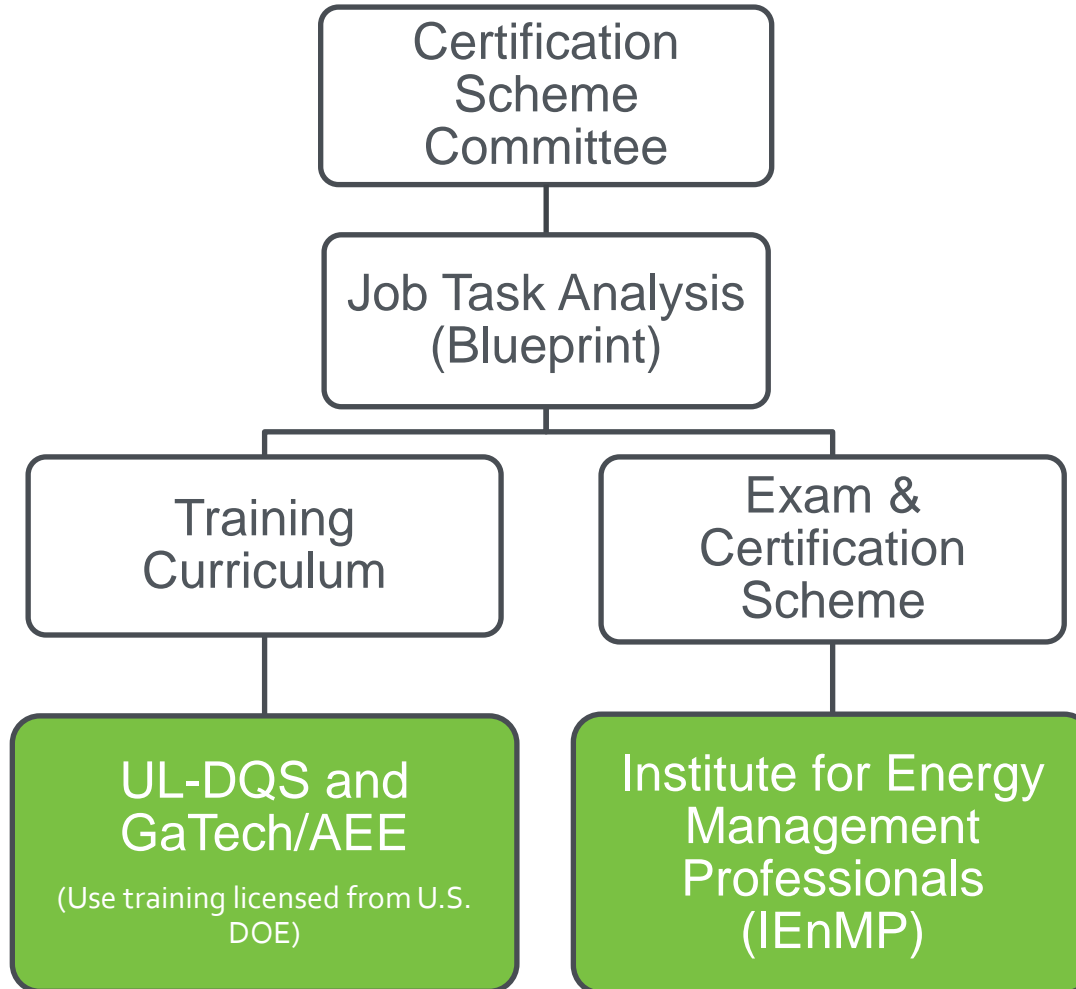 Certification
Scheme
Committee
Job Task Analysis
(Blueprint)
Training
Curriculum
Exam &
Certification
Scheme
UL-DQS and
GaTech/AEE
(Use training licensed from U.S.
DOE)
Institute for Energy
Management
Professionals
(IEnMP)